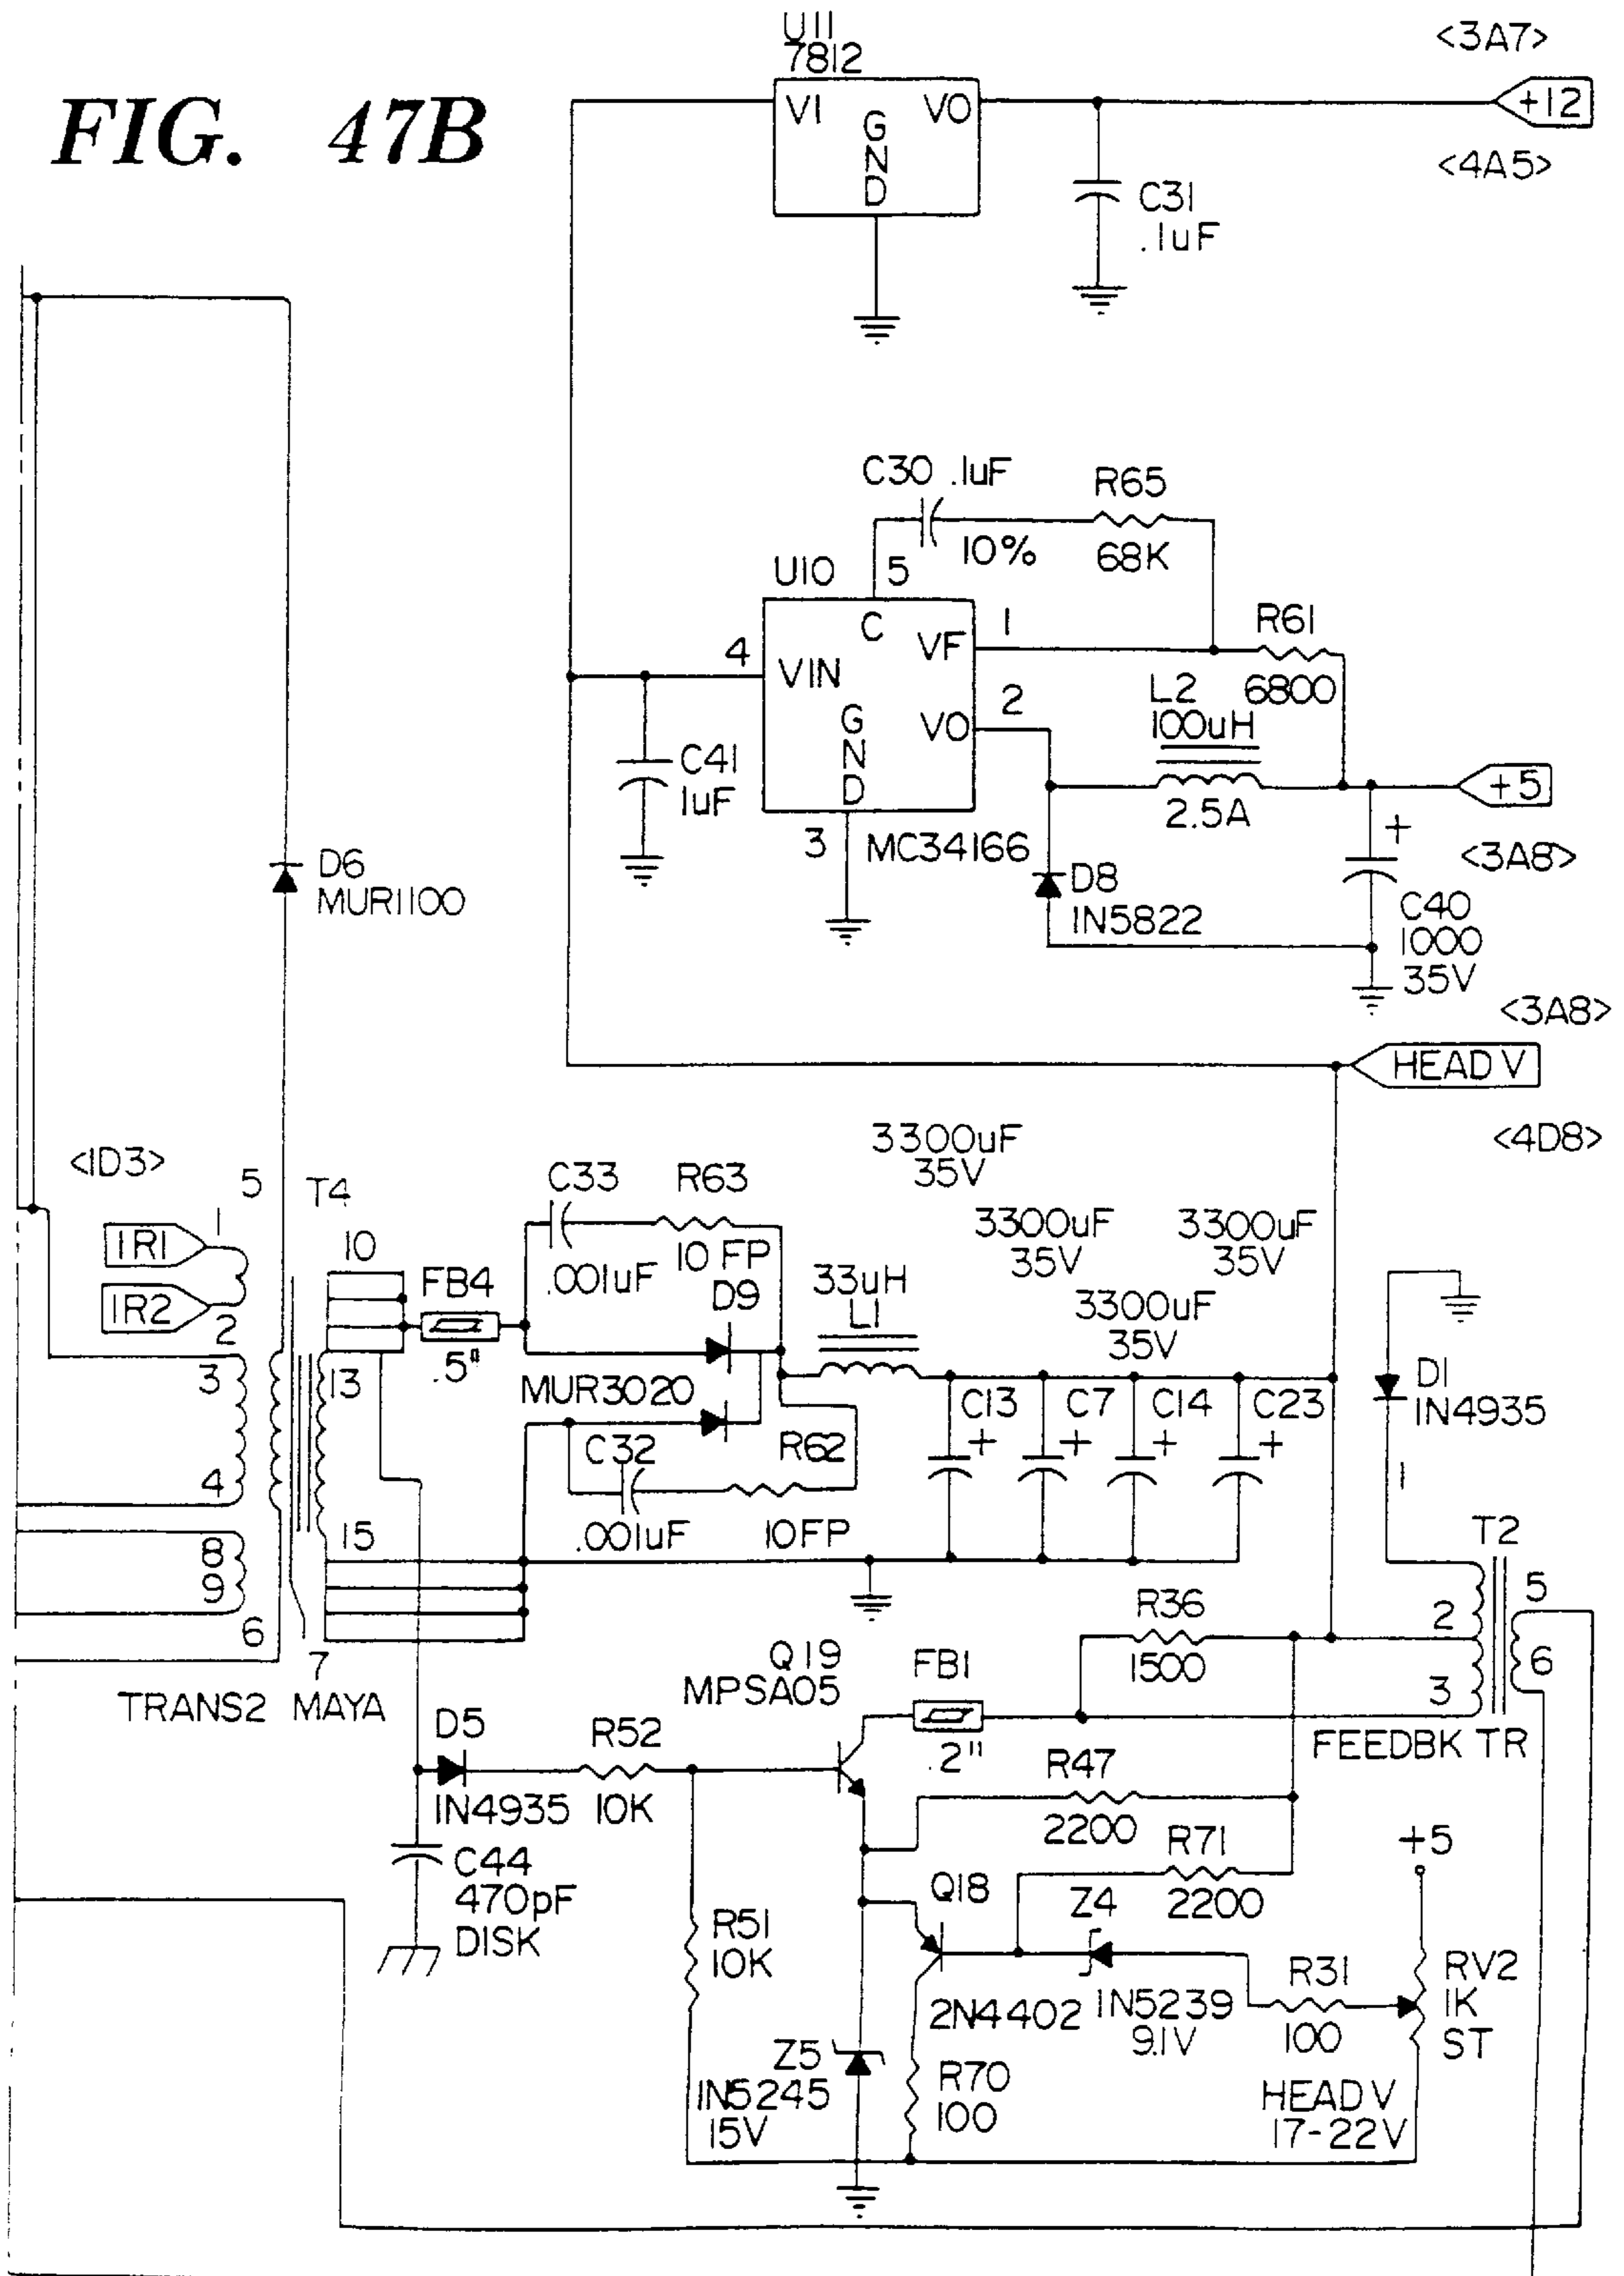 FIG. 47B
U11
7812
VI
VO
GND
<3A7>
+12
<4A5>
C31
.1uF
C30 .1uF
10%
R65
68K
U10
5
C
4
VIN
VF
1
GND
VO
2
3
MC34166
R61
6800
L2
100uH
2.5A
C41
1uF
+5
<3A8>
+
D8
IN5822
C40
1000
35V
D6
MUR1100
<3A8>
HEAD V
<4D8>
<1D3>
5
T4
1
1R1
1R2
2
3
4
8
9
6
7
TRANS2 MAYA
10
13
15
FB4
.5"
C33
.001uF
R63
10 FP
D9
MUR3020
C32
.001uF
R62
10FP
33uH
L1
3300uF
35V
3300uF
35V
3300uF
35V
3300uF
35V
C13
+
C7
+
C14
+
C23
+
D1
IN4935
1
T2
2
3
5
6
FEEDBK TR
R36
1500
Q19
MPSA05
FB1
.2"
D5
IN4935
R52
10K
R47
2200
R71
2200
C44
470pF
DISK
R51
10K
Q18
2N4402
Z4
IN5239
9.1V
R31
100
+5
RV2
1K
ST
Z5
IN5245
15V
R70
100
HEAD V
17-22V